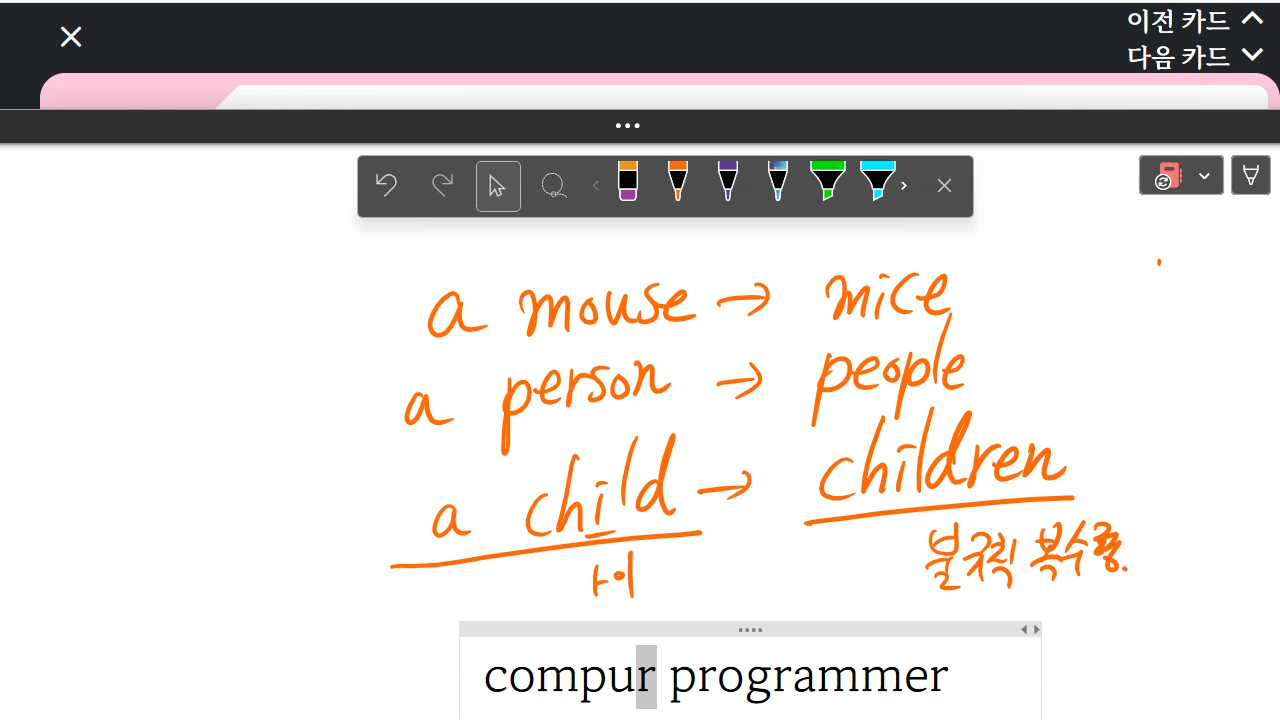 이전 카드
다음 카드
a mouse → mice
a person → people
a child → children
불규칙 복수형.
ㅏ이
compur programmer